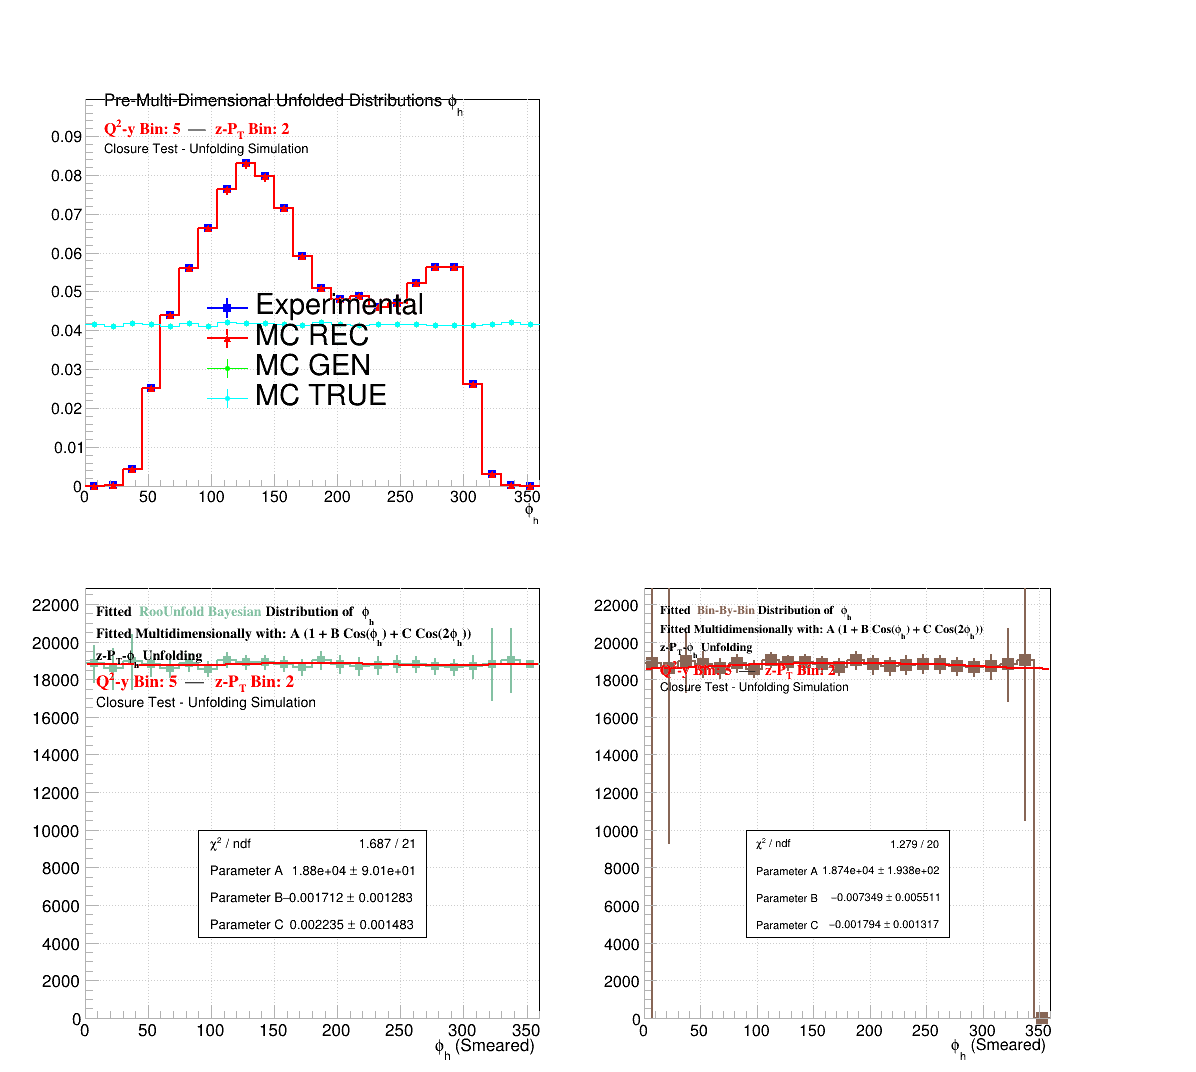 Pre-Multi-Dimensional Unfolded Distributions ϕh
Q²-y Bin: 5 — z-PT Bin: 2
Closure Test - Unfolding Simulation
0.09
0.08
0.07
0.06
0.05
0.04
0.03
0.02
0.01
0
Experimental
MC REC
MC GEN
MC TRUE
0 50 100 150 200 250 300 350
ϕh
Fitted RooUnfold Bayesian Distribution of ϕh
Fitted Multidimensionally with: A (1 + B Cos(ϕh) + C Cos(2ϕh))
z-PT-ϕh Unfolding
Q²-y Bin: 5 — z-PT Bin: 2
Closure Test - Unfolding Simulation
22000
20000
18000
16000
14000
12000
10000
8000
6000
4000
2000
0
χ² / ndf 1.687 / 21
Parameter A 1.88e+04 ± 9.01e+01
Parameter B −0.001712 ± 0.001283
Parameter C 0.002235 ± 0.001483
0 50 100 150 200 250 300 350
ϕh (Smeared)
Fitted Bin-By-Bin Distribution of ϕh
Fitted Multidimensionally with: A (1 + B Cos(ϕh) + C Cos(2ϕh))
z-PT-ϕh Unfolding
Q²-y Bin: 5 — z-PT Bin: 2
Closure Test - Unfolding Simulation
22000
20000
18000
16000
14000
12000
10000
8000
6000
4000
2000
0
χ² / ndf 1.279 / 20
Parameter A 1.874e+04 ± 1.938e+02
Parameter B −0.007349 ± 0.005511
Parameter C −0.001794 ± 0.001317
0 50 100 150 200 250 300 350
ϕh (Smeared)